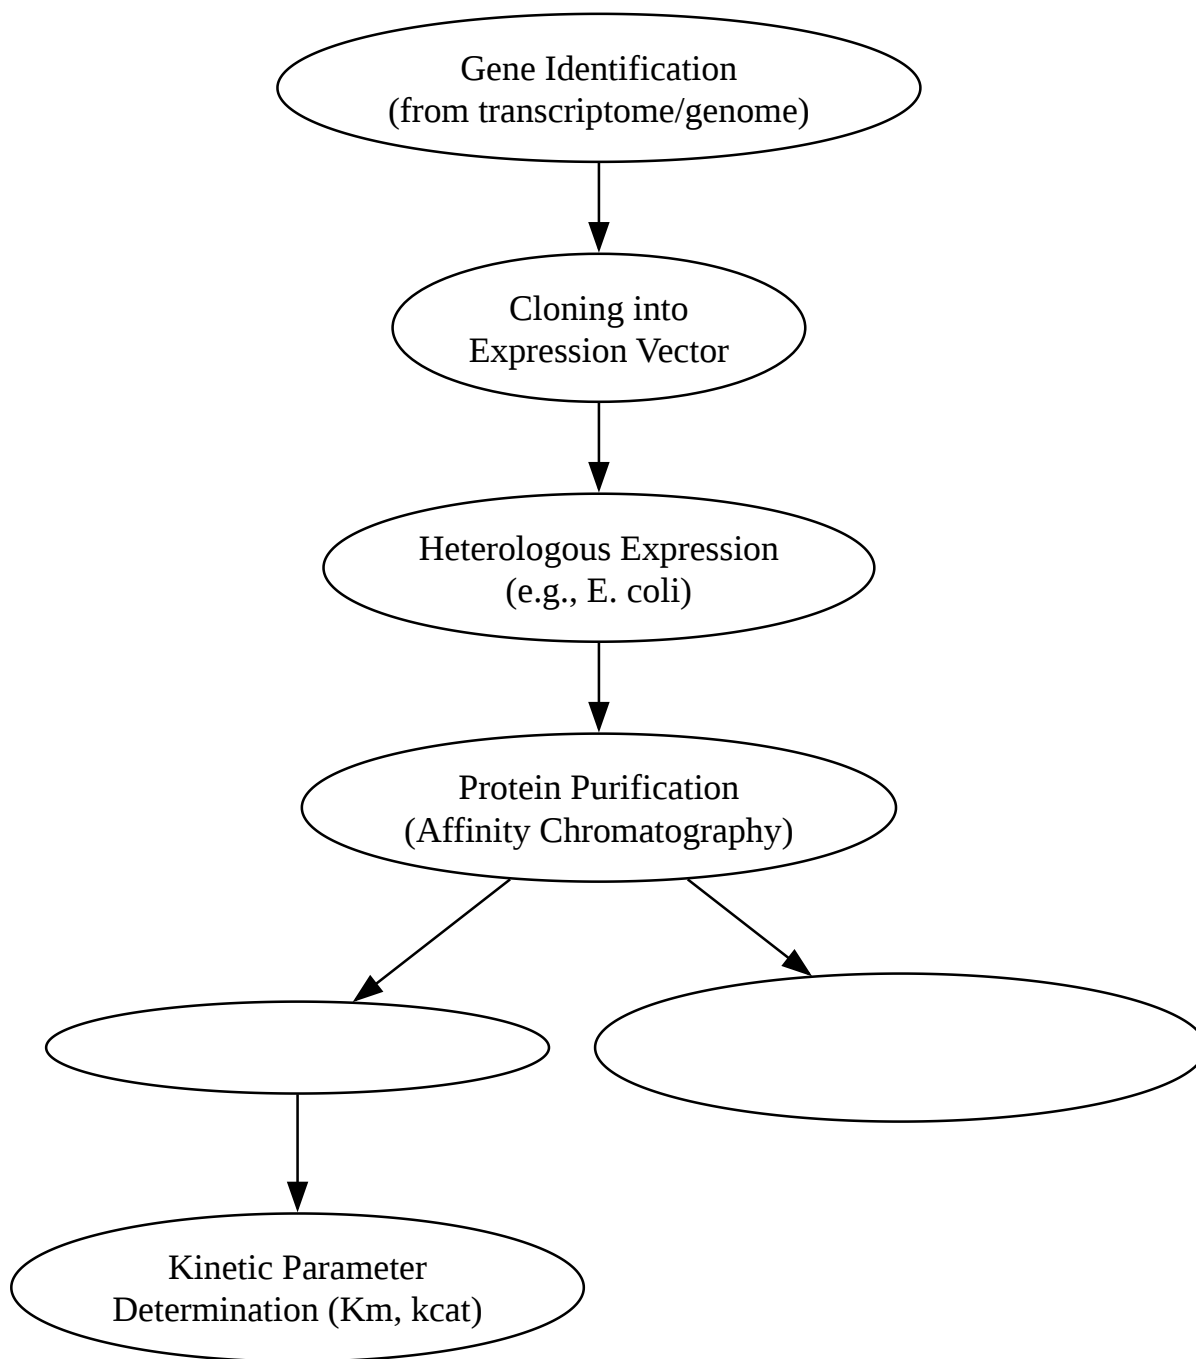 Gene Identification
(from transcriptome/genome)
Cloning into
Expression Vector
Heterologous Expression
(e.g., E. coli)
Protein Purification
(Affinity Chromatography)
Kinetic Parameter
Determination (Km, kcat)